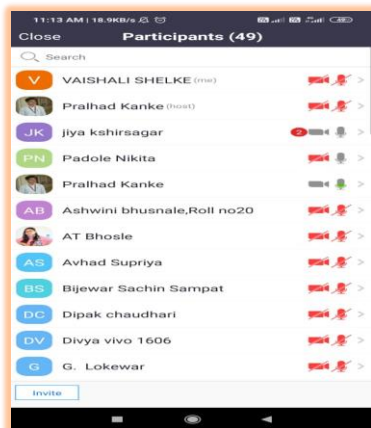 11:13 AM | 18.9KB/s
Close Participants (49)
Search
V VAISHALI SHELKE (me)
Pralhad Kanke (host)
JK jiya kshirsagar 2
PN Padole Nikita
Pralhad Kanke
AB Ashwini bhusnale,Roll no20
AT Bhosle
AS Avhad Supriya
BS Bijewar Sachin Sampat
DC Dipak chaudhari
DV Divya vivo 1606
G G. Lokewar
Invite